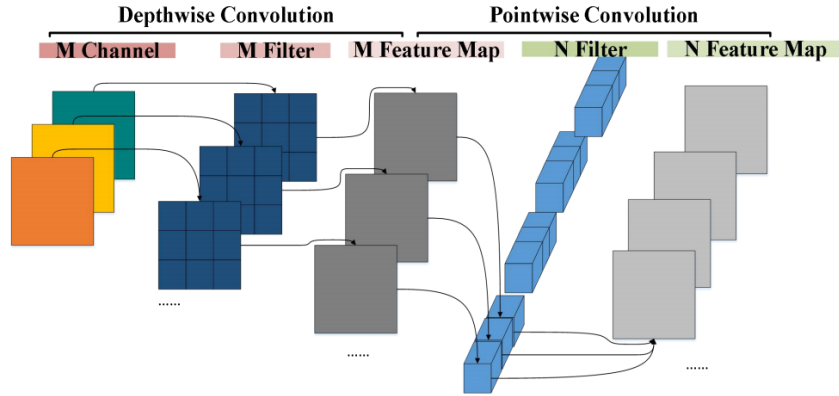 Depthwise Convolution Pointwise Convolution
M Channel M Filter M Feature Map N Filter N Feature Map
......
......
......